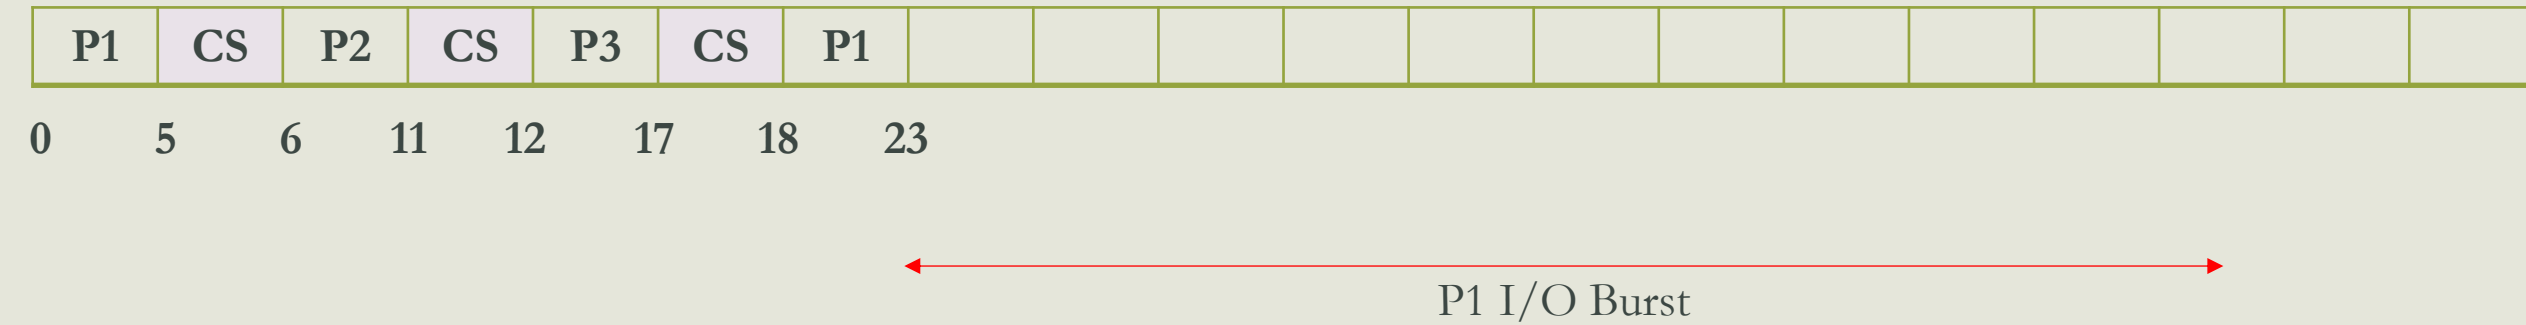 P1 CS P2 CS P3 CS P1
0 5 6 11 12 17 18 23
P1 I/O Burst